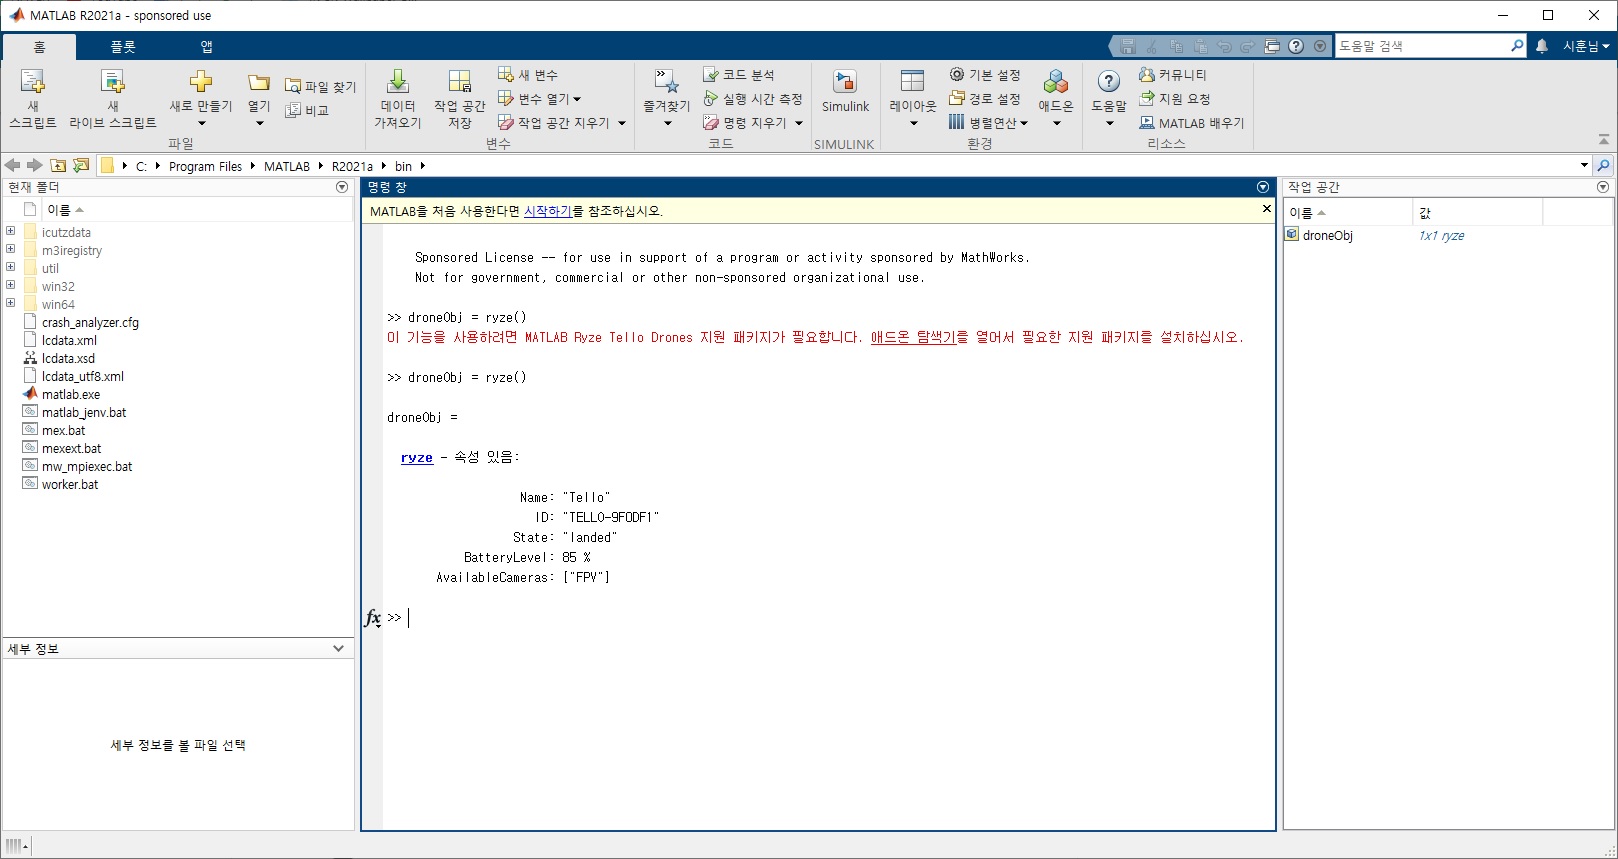 MATLAB R2021a - sponsored use
홈 플롯 앱
도움말 검색
시훈님
새 스크립트
새 라이브 스크립트
새로 만들기
열기
파일 찾기
비교
파일
데이터 가져오기
작업 공간 저장
새 변수
변수 열기
작업 공간 지우기
변수
즐겨찾기
코드 분석
실행 시간 측정
명령 지우기
코드
Simulink
SIMULINK
레이아웃
기본 설정
경로 설정
병렬연산
애드온
환경
도움말
커뮤니티
지원 요청
MATLAB 배우기
리소스
C: Program Files MATLAB R2021a bin
현재 폴더
이름
icutzdata
m3iregistry
util
win32
win64
crash_analyzer.cfg
lcdata.xml
lcdata.xsd
lcdata_utf8.xml
matlab.exe
matlab_jenv.bat
mex.bat
mexext.bat
mw_mpiexec.bat
worker.bat
세부 정보
세부 정보를 볼 파일 선택
명령 창
MATLAB을 처음 사용한다면 시작하기를 참조하십시오.
Sponsored License -- for use in support of a program or activity sponsored by MathWorks.
Not for government, commercial or other non-sponsored organizational use.
>> droneObj = ryze()
이 기능을 사용하려면 MATLAB Ryze Tello Drones 지원 패키지가 필요합니다. 애드온 탐색기를 열어서 필요한 지원 패키지를 설치하십시오.
>> droneObj = ryze()
droneObj =
ryze - 속성 있음:
Name: "Tello"
ID: "TELLO-9F0DF1"
State: "landed"
BatteryLevel: 85 %
AvailableCameras: ["FPV"]
fx >>
작업 공간
이름 값
droneObj 1x1 ryze